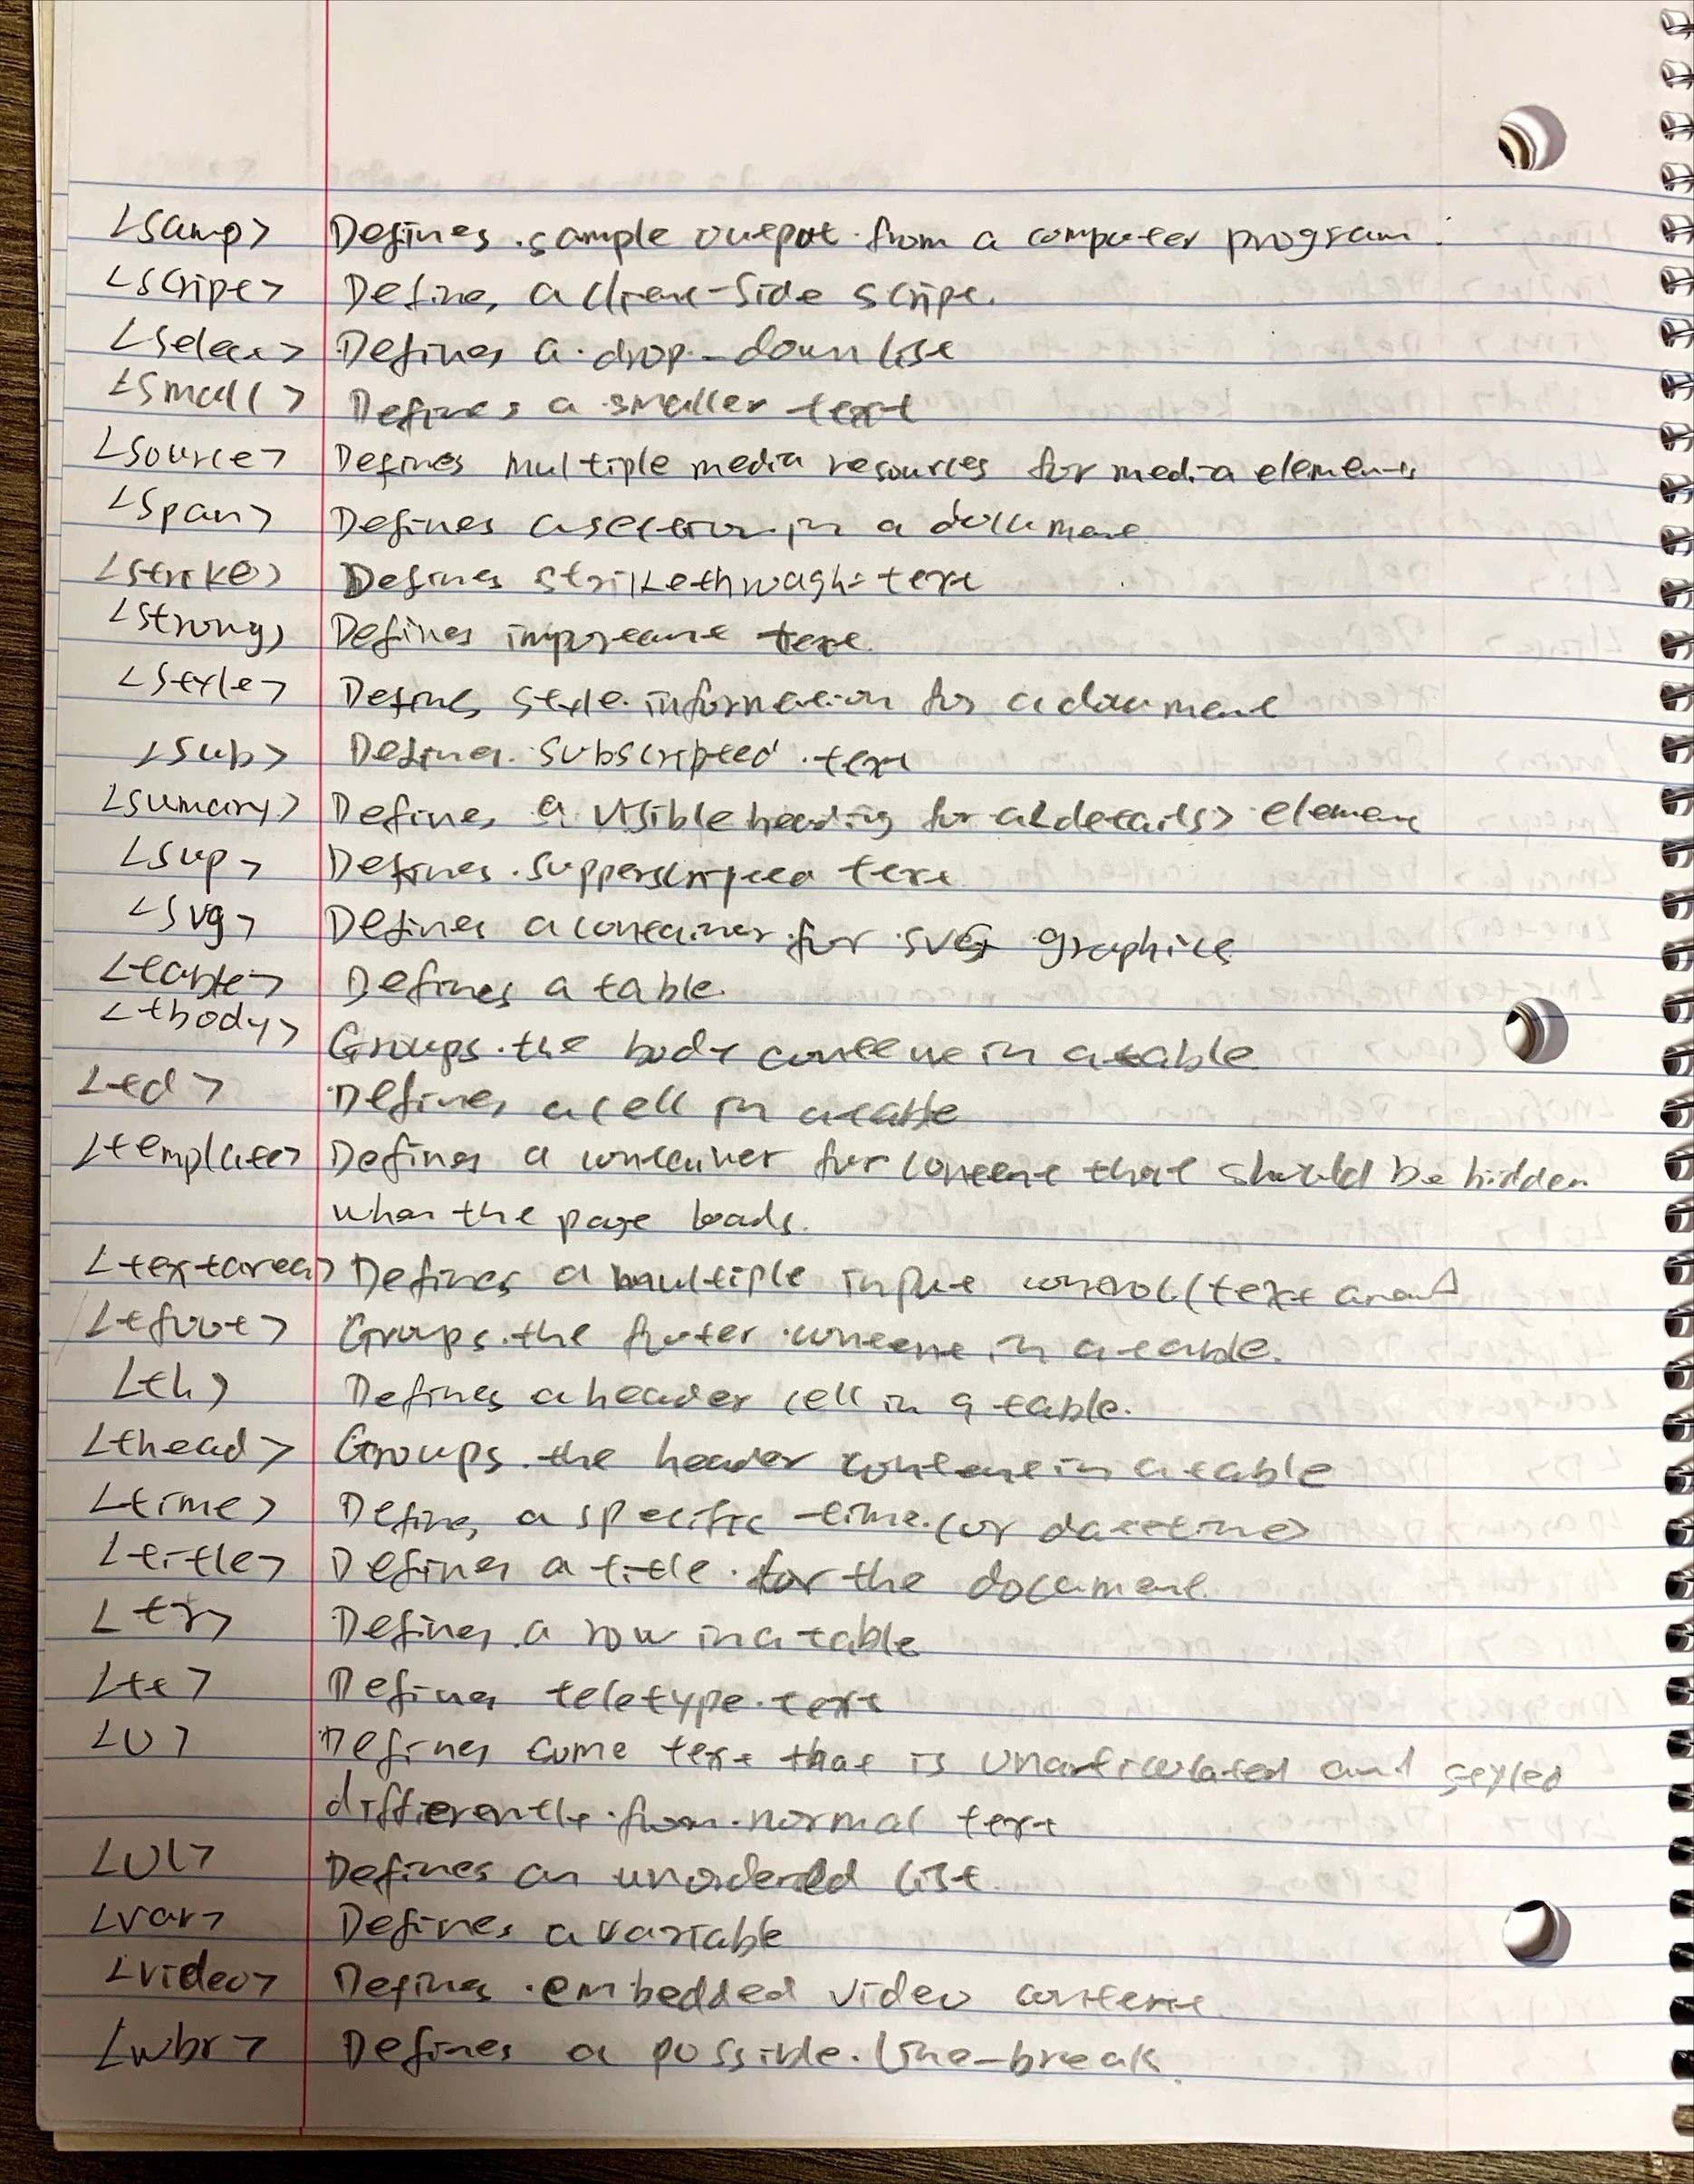 <samp> Defines sample output from a computer program.
<script> Defines a client-side script.
<select> Defines a drop-down list
<small> Defines a smaller text
<source> Defines multiple media resources for media elements
<span> Defines a section in a document
<strike> Defines strikethrough text
<strong> Defines important text.
<style> Defines style information for a document
<sub> Defines subscripted text
<sumary> Defines a visible heading for a <details> element
<sup> Defines supperscripted text
<svg> Defines a container for SVG graphics
<table> Defines a table
<tbody> Groups the body content in a table
<td> Defines a cell in a table
<template> Defines a container for content that should be hidden
when the page loads.
<textarea> Defines a multiple input control (text area)
<tfoot> Groups the footer content in a table.
<th> Defines a header cell in a table.
<thead> Groups the header content in a table
<time> Defines a specific time (or datetime)
<title> Defines a title for the document
<tr> Defines a row in a table
<tt> Defines teletype text
<u> Defines some text that is unarticulated and styled
differently from normal text
<ul> Defines an unordered list
<var> Defines a variable
<video> Defines embedded video content
<wbr> Defines a possible line-break